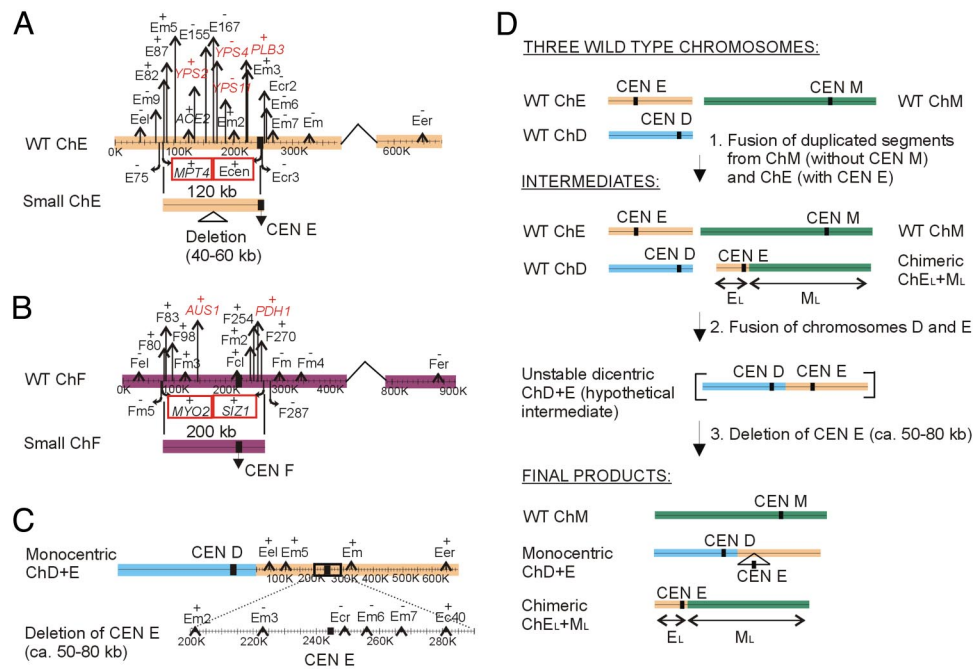 A
Em5 +
E87 +
E82 +
Em9 -
Eel -
E155 -
E167 -
YPS2 +
YPS4 -
PLB3 +
YPS11 -
Em3 -
Ecr2 -
Em6 -
ACE2 +
Em2 +
Em7 -
Em -
Eer -
WT ChE
0K 100K 200K 300K 600K
E75 -
MPT4 +
Ecen +
Ecr3 -
120 kb
Small ChE
Deletion
(40-60 kb)
CEN E
B
F83 +
F80 +
F98 +
AUS1 +
F254 +
PDH1 +
Fm2 +
F270 +
Fel -
Fm3 +
Fcl +
Fm -
Fm4 -
Fer -
WT ChF
0K 100K 200K 300K 400K 900K
Fm5 -
MYO2 +
SIZ1 +
F287 -
200 kb
Small ChF
CEN F
C
Monocentric
ChD+E
CEN D
Eel +
Em5 +
Em +
Eer +
100K 200K 300K 400K 500K 600K
Deletion of CEN E
(ca. 50-80 kb)
Em2 +
Em3 -
Ecr -
Em6 -
Em7 -
Ec40 +
200K 220K 240K 260K 280K
CEN E
D
THREE WILD TYPE CHROMOSOMES:
CEN E
CEN M
WT ChE
WT ChM
CEN D
WT ChD
1. Fusion of duplicated segments
from ChM (without CEN M)
and ChE (with CEN E)
INTERMEDIATES:
CEN E
CEN M
WT ChE
WT ChM
CEN D
CEN E
WT ChD
Chimeric
ChEL+ML
EL
ML
2. Fusion of chromosomes D and E
Unstable dicentric
ChD+E (hypothetical
intermediate)
CEN D
CEN E
3. Deletion of CEN E (ca. 50-80 kb)
FINAL PRODUCTS:
CEN M
WT ChM
CEN D
Monocentric
ChD+E
CEN E
CEN E
Chimeric
ChEL+ML
EL
ML